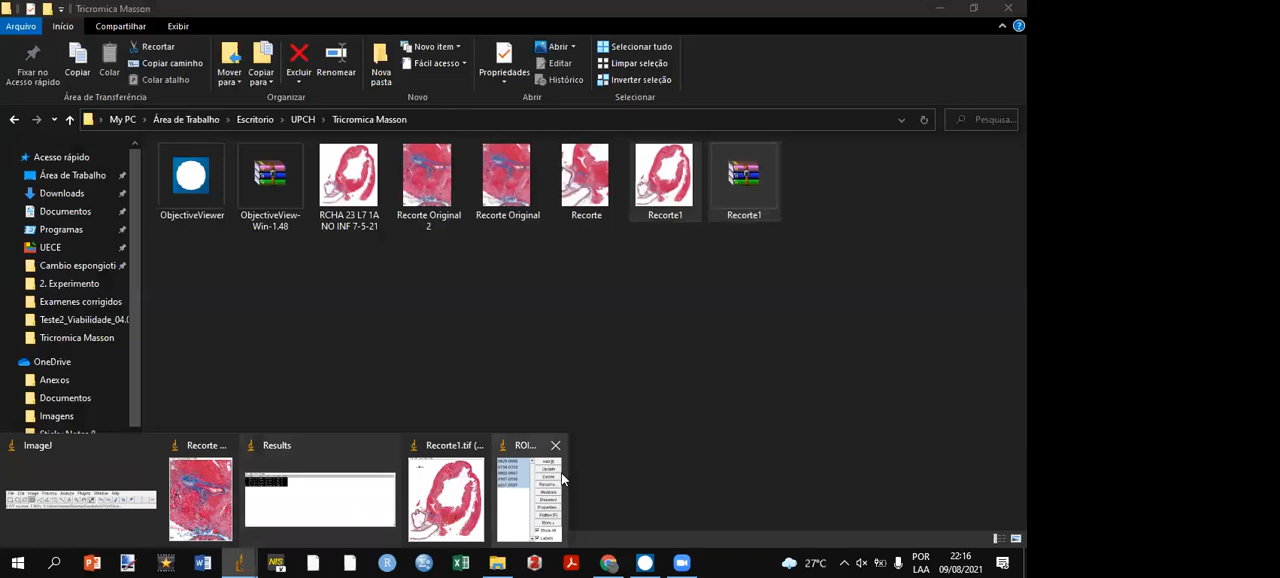 Tricromica Masson
Arquivo Início Compartilhar Exibir
Fixar no Acesso rápido
Copiar
Colar
Recortar
Copiar caminho
Colar atalho
Área de Transferência
Mover para
Copiar para
Excluir
Renomear
Organizar
Nova pasta
Novo item
Fácil acesso
Novo
Propriedades
Abrir
Editar
Histórico
Abrir
Selecionar tudo
Limpar seleção
Inverter seleção
Selecionar
My PC Área de Trabalho Escritorio UPCH Tricromica Masson
Pesquisa...
Acesso rápido
Área de Trabalho
Downloads
Documentos
Programas
UECE
Cambio espongioti
2. Experimento
Examenes corrigidos
Teste2_Viabilidade_04.0
Tricromica Masson
OneDrive
Anexos
Documentos
Imagens
ObjectiveViewer
ObjectiveView-
Win-1.48
RCHA 23 L7 1A
NO INF 7-5-21
Recorte Original
2
Recorte Original
Recorte
Recorte1
Recorte1
ImageJ
Recorte ...
Results
Recorte1.tif (...
ROI...
27°C
POR
LAA
22:16
09/08/2021